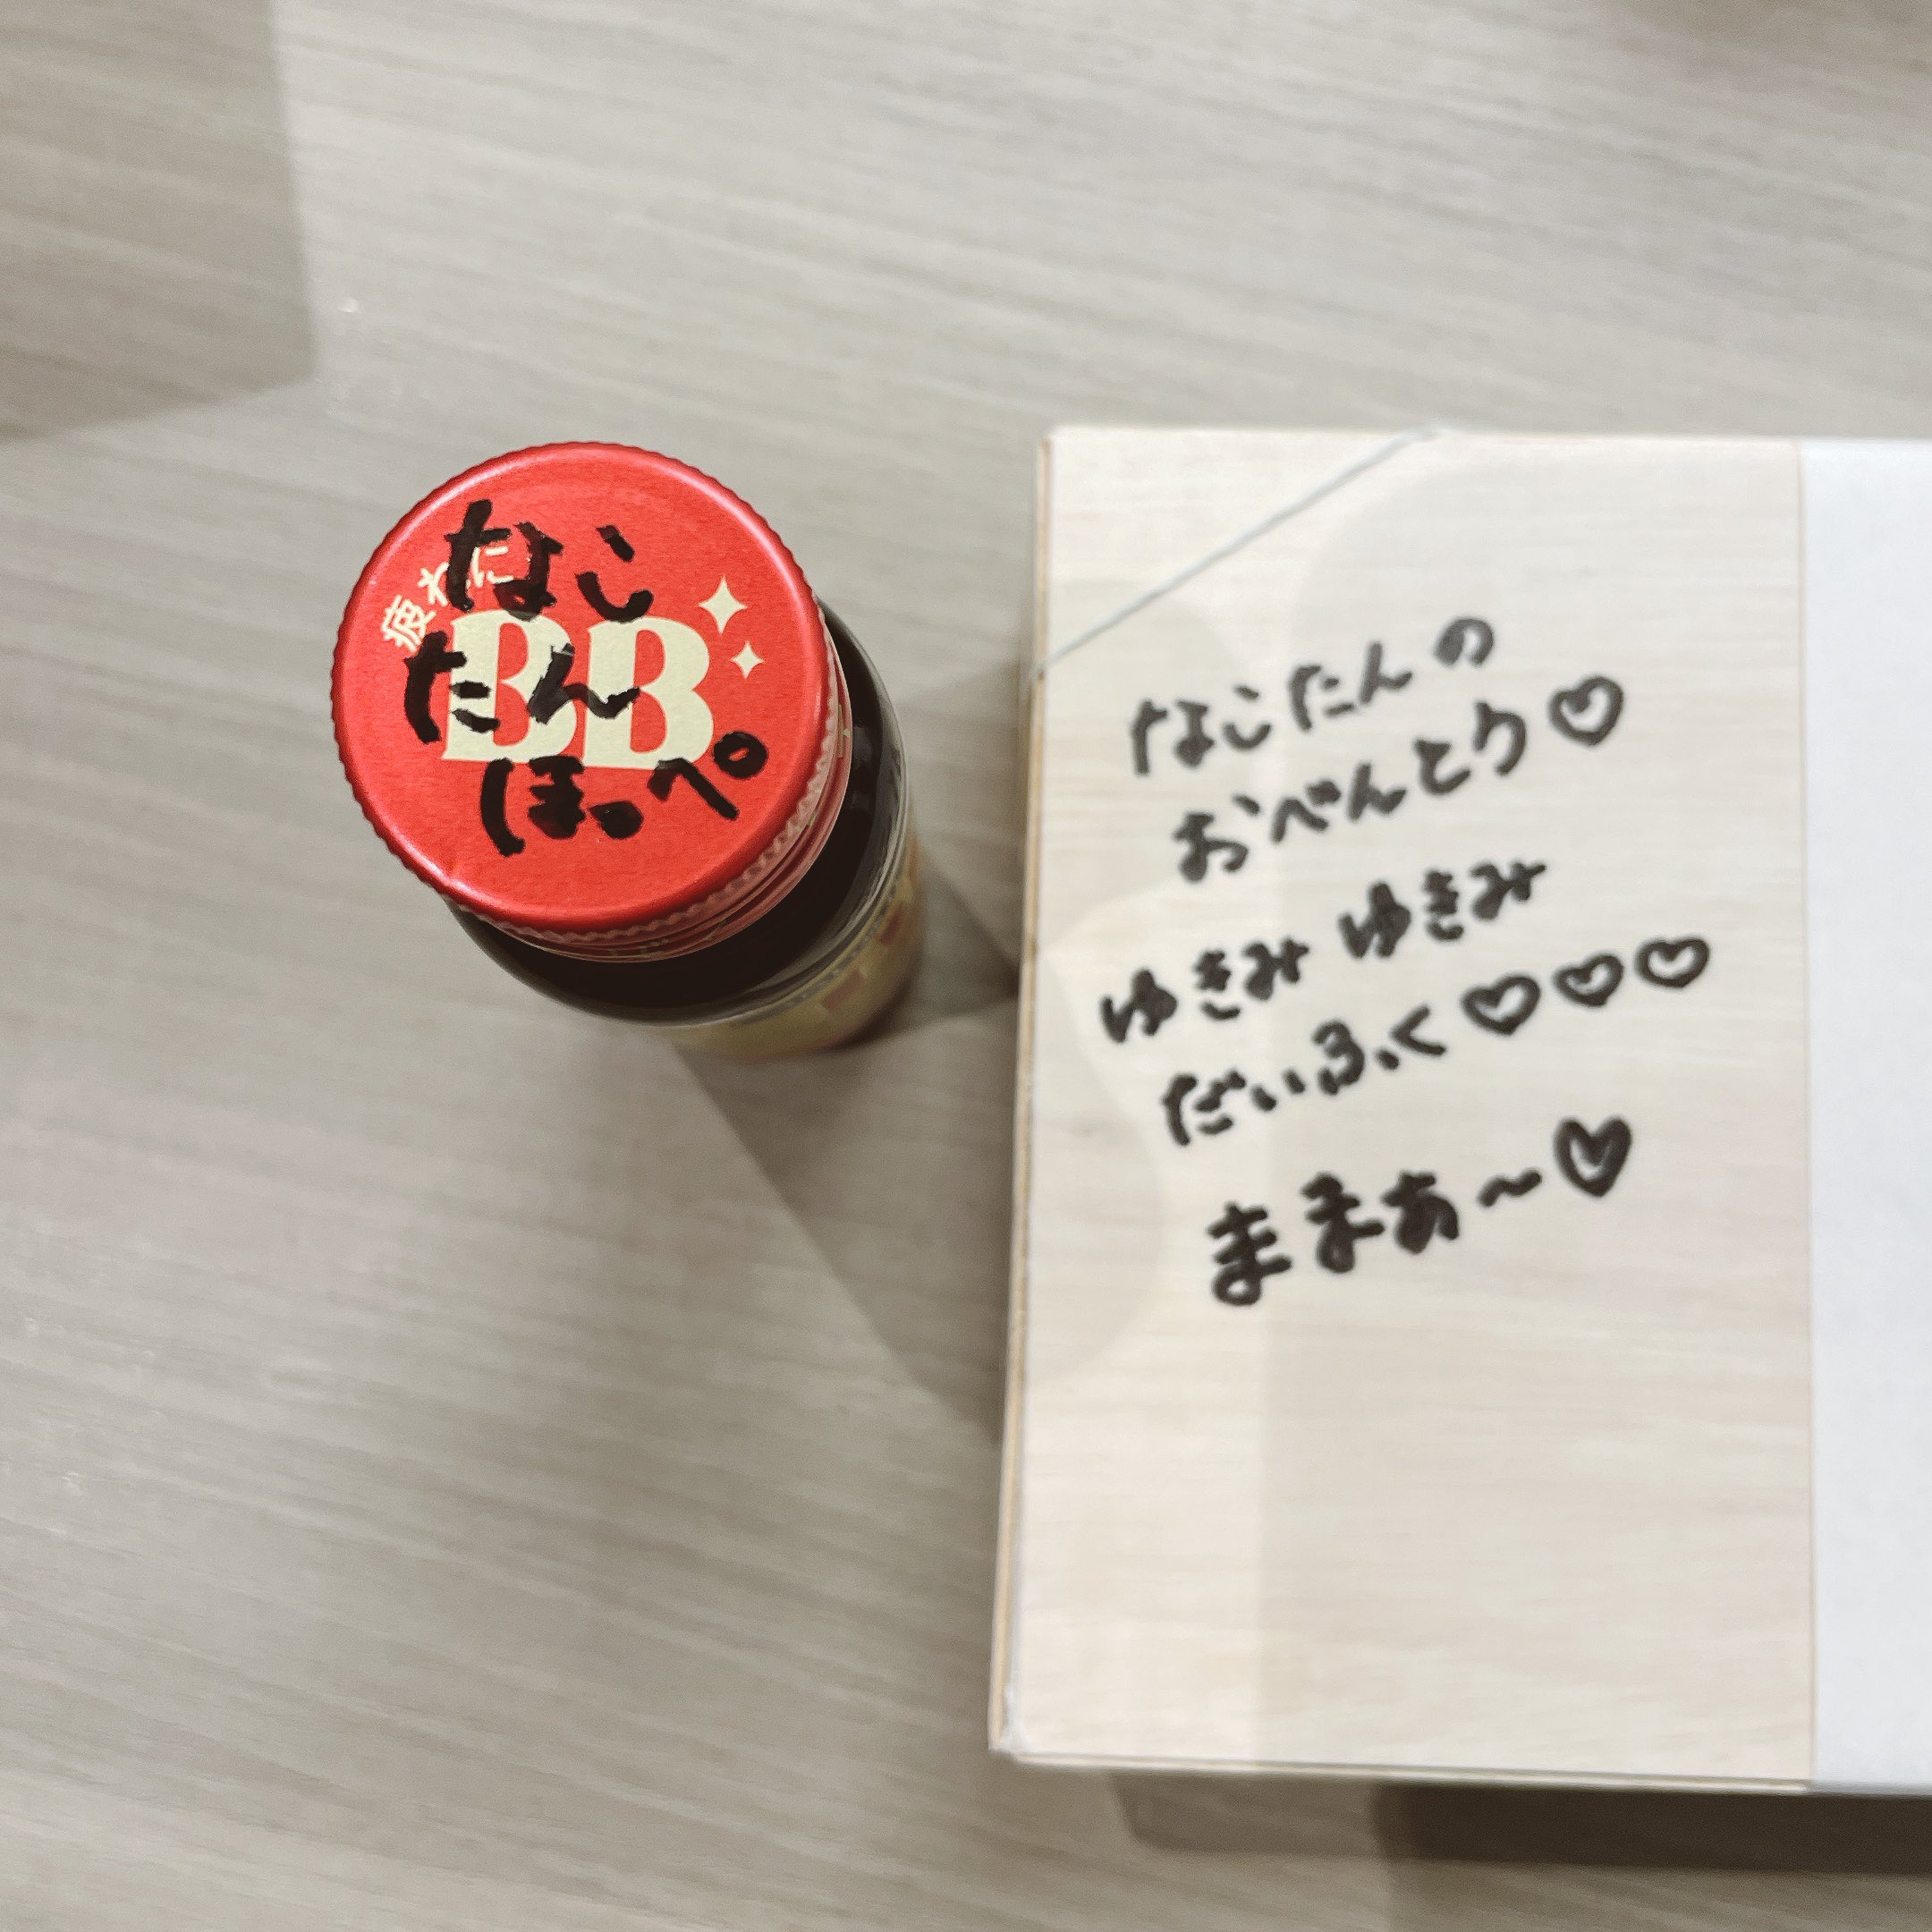 なこ
たん
ほっぺ
疲れに
BB
なこたんの
おべんとう♡
ゆきみ ゆきみ
だいふく♡♡♡
ままぁ〜♡